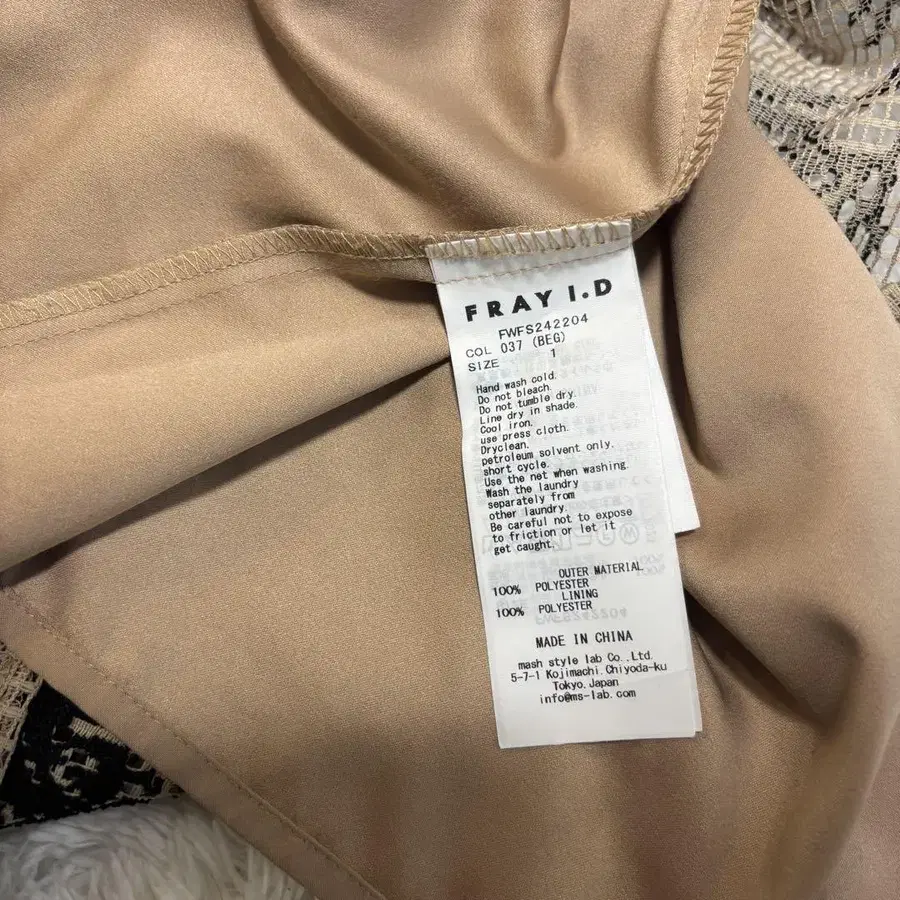 FRAY I.D
FWFS242204
COL 037 (BEG)
SIZE 1
Hand wash cold.
Do not bleach.
Do not tumble dry.
Line dry in shade.
Cool iron.
use press cloth.
Dryclean.
petroleum solvent only.
short cycle.
Use the net when washing.
Wash the laundry
separately from
other laundry.
Be careful not to expose
to friction or let it
get caught.
OUTER MATERIAL
100% POLYESTER
LINING
100% POLYESTER
MADE IN CHINA
mash style lab Co.,Ltd.
5-7-1 Kojimachi,Chiyoda-ku
Tokyo,Japan
info@ms-lab.com